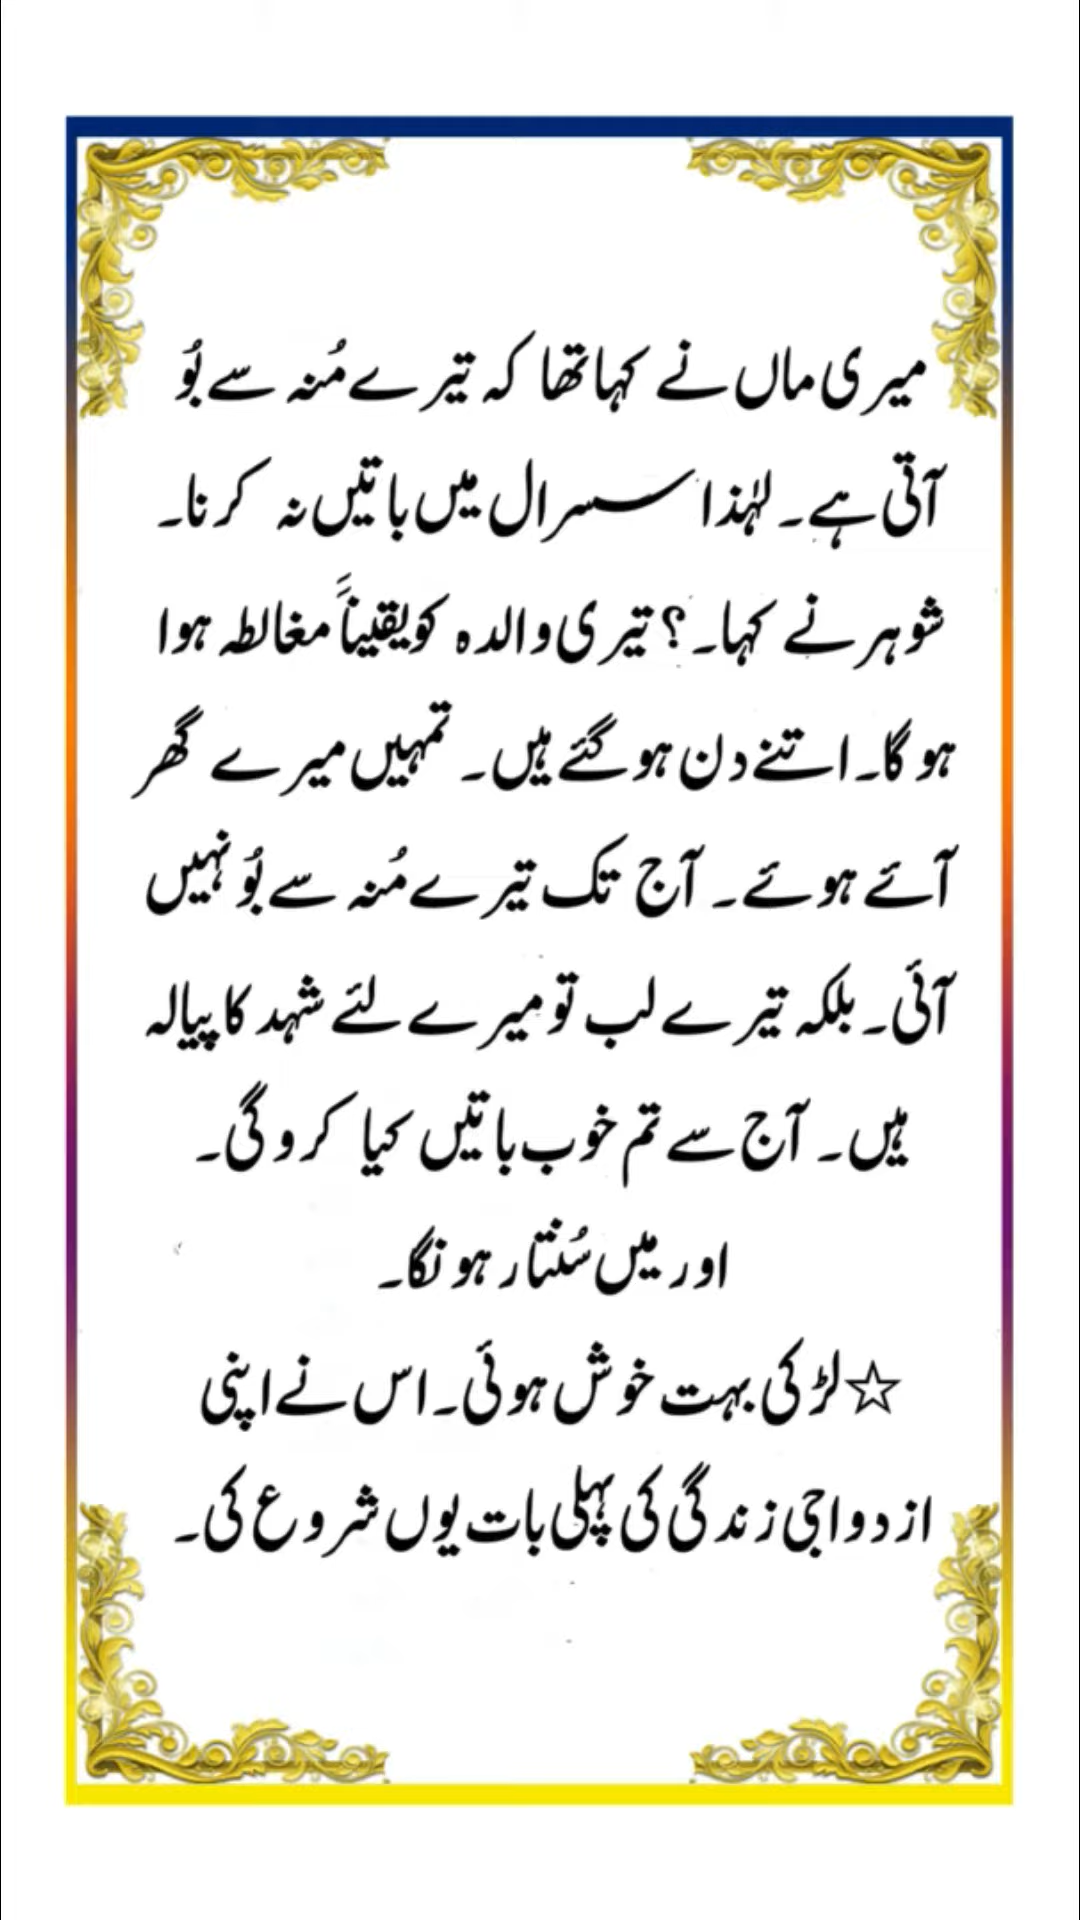 میری ماں نے کہا تھا کہ تیرے مُنہ سے بُو
آتی ہے۔ لہٰذا سسرال میں باتیں نہ کرنا۔
شوہر نے کہا۔؟ تیری والدہ کو یقیناََ مغالطہ ہوا
ہو گا۔ اتنے دن ہو گئے ہیں۔ تمہیں میرے گھر
آئے ہوئے۔ آج تک تیرے مُنہ سے بُو نہیں
آئی۔ بلکہ تیرے لب تو میرے لئے شہد کا پیالہ
ہیں۔ آج سے تم خوب باتیں کیا کرو گی۔
اور میں سُنتا رہونگا۔
☆لڑکی بہت خوش ہوئی۔ اس نے اپنی
ازدواجی زندگی کی پہلی بات یوں شروع کی۔